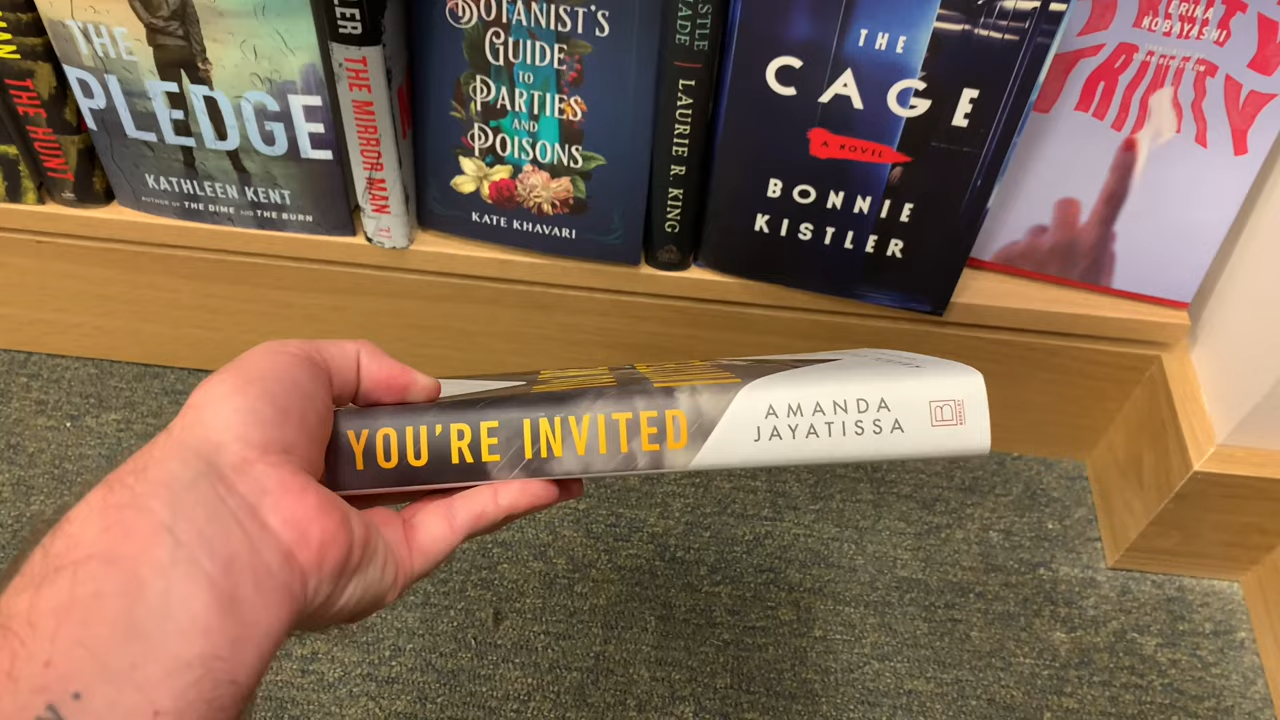 THE HUNT
THE
PLEDGE
KATHLEEN KENT
AUTHOR OF THE DIME AND THE BURN
THE MIRROR MAN
BOTANIST'S
GUIDE
TO
PARTIES
AND
POISONS
KATE KHAVARI
LAURIE R. KING
THE
CAGE
A NOVEL
BONNIE
KISTLER
ERIKA
KOBAYASHI
TRINITY
YOU'RE INVITED
AMANDA
JAYATISSA
B
BERKLEY